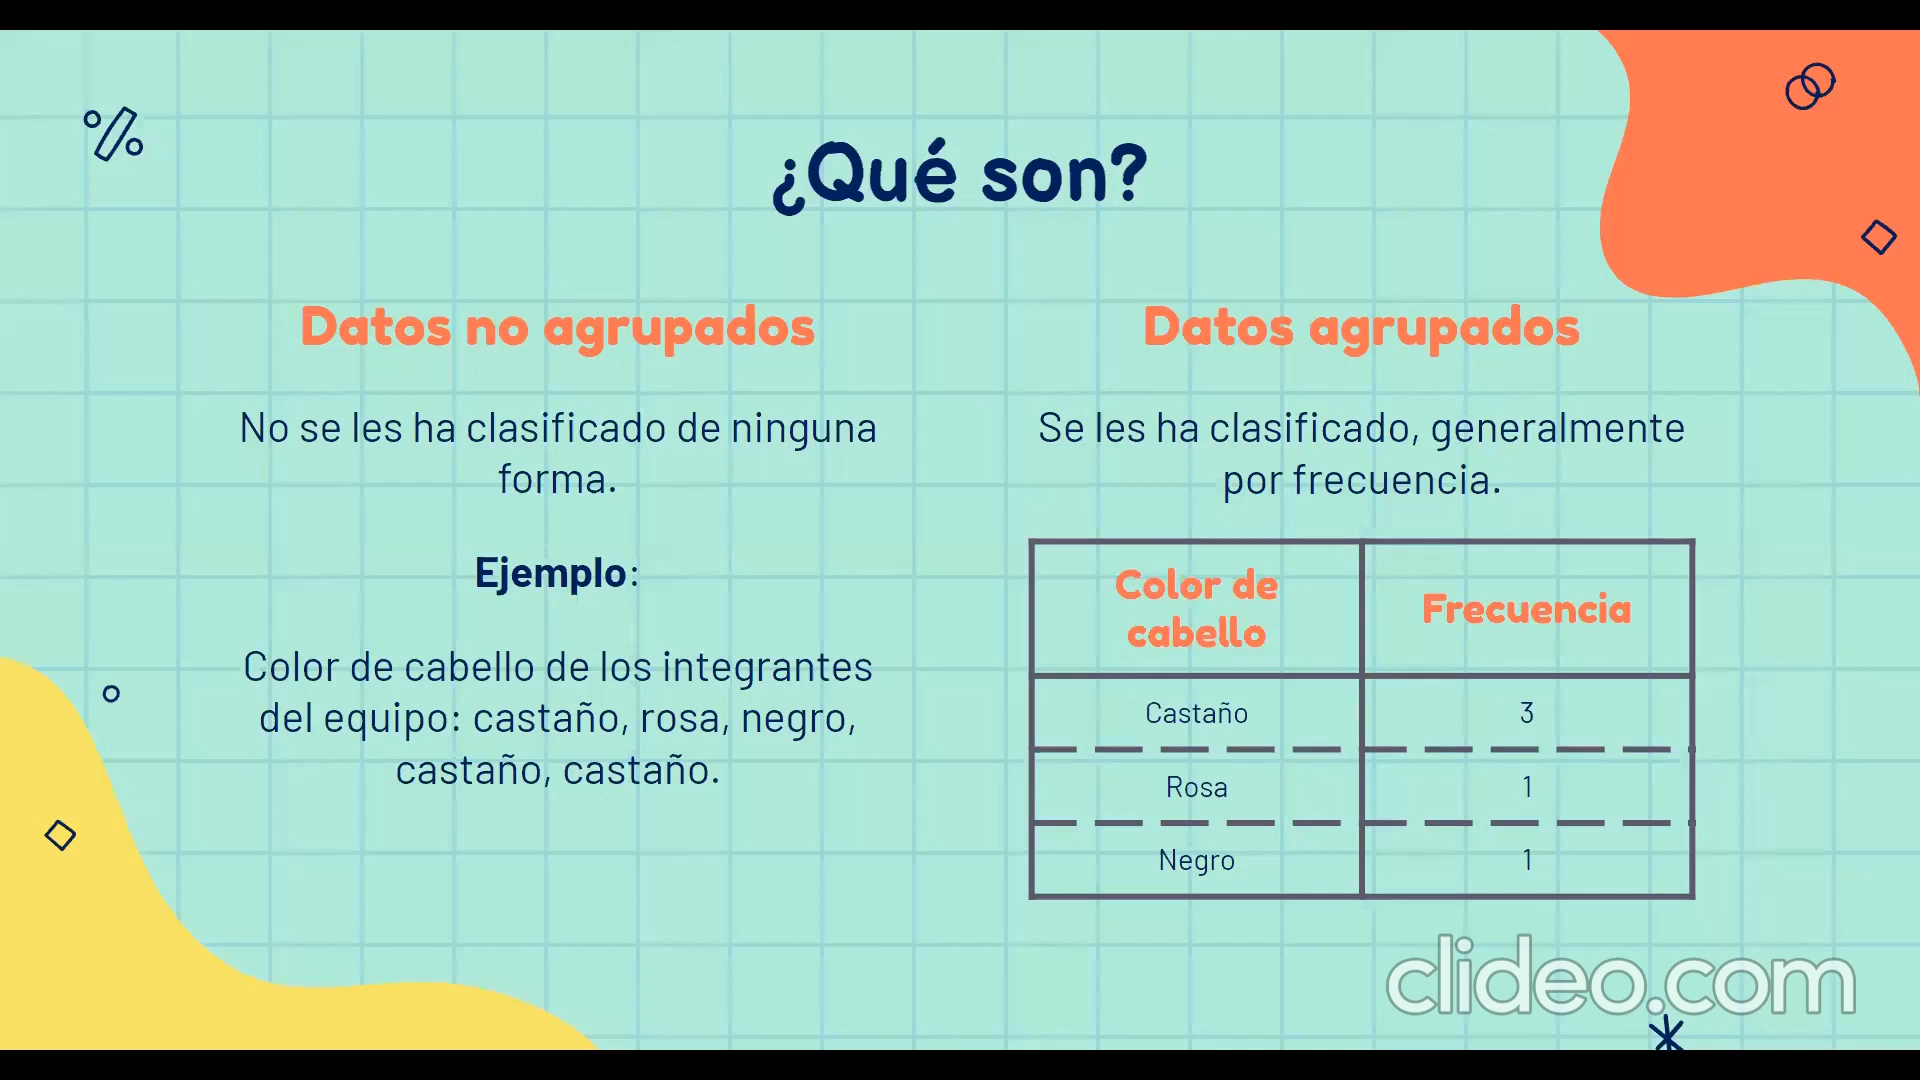 ¿Qué son?
Datos no agrupados
No se les ha clasificado de ninguna
forma.
Ejemplo:
Color de cabello de los integrantes
del equipo: castaño, rosa, negro,
castaño, castaño.
Datos agrupados
Se les ha clasificado, generalmente
por frecuencia.
Color de
cabello
Frecuencia
Castaño 3
Rosa 1
Negro 1
clideo.com